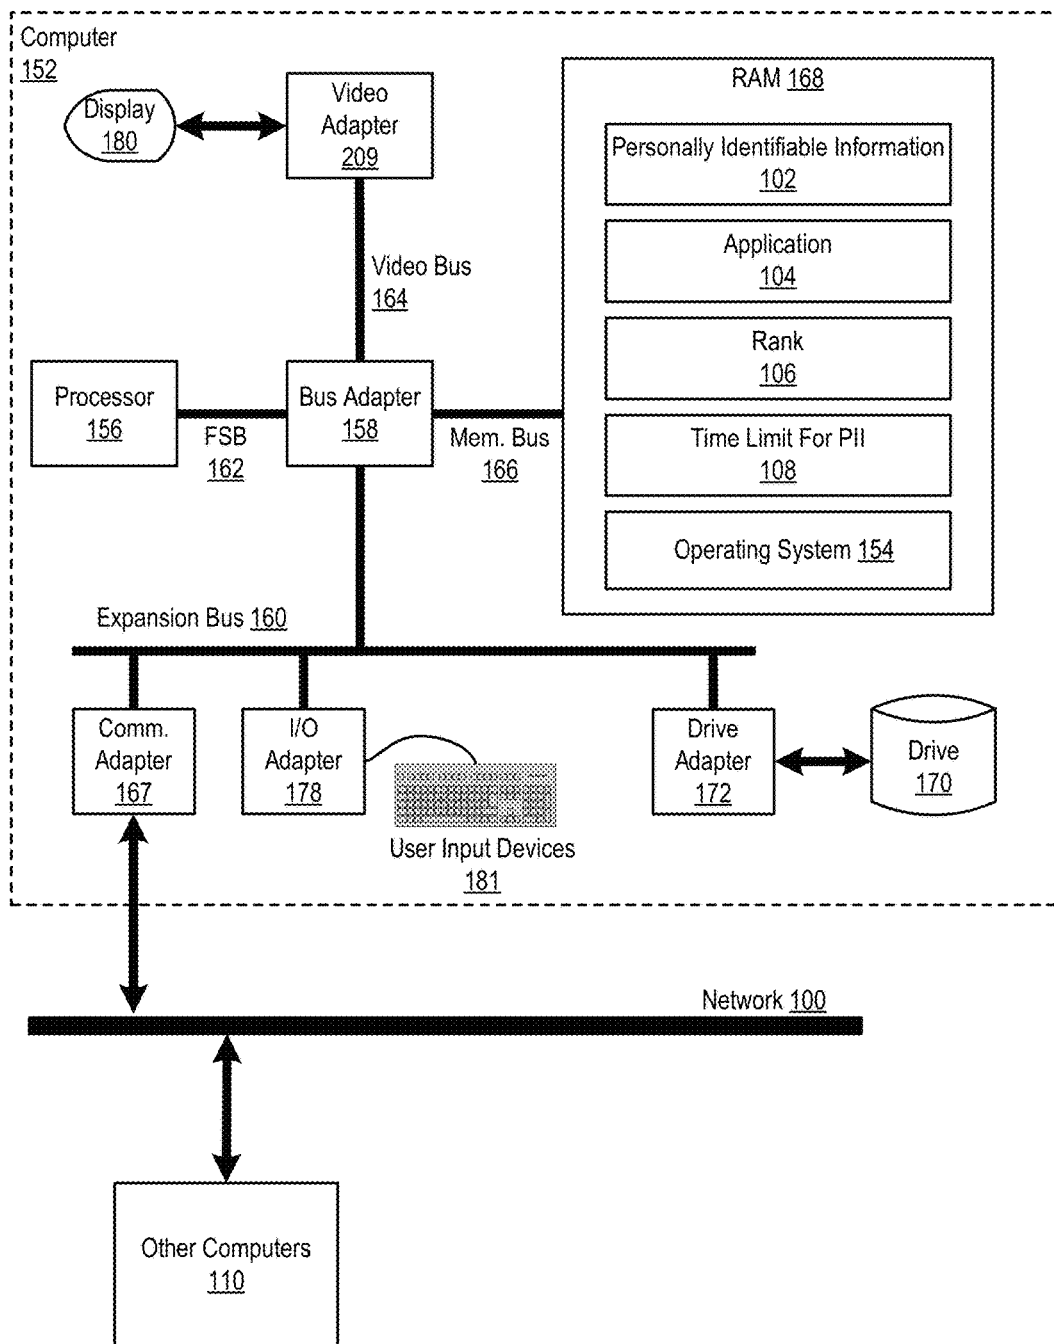 Computer
152
Display
180
Video
Adapter
209
RAM 168
Personally Identifiable Information
102
Application
104
Video Bus
164
Rank
106
Processor
156
FSB
162
Bus Adapter
158
Mem. Bus
166
Time Limit For PII
108
Operating System 154
Expansion Bus 160
Comm.
Adapter
167
I/O
Adapter
178
User Input Devices
181
Drive
Adapter
172
Drive
170
Network 100
Other Computers
110